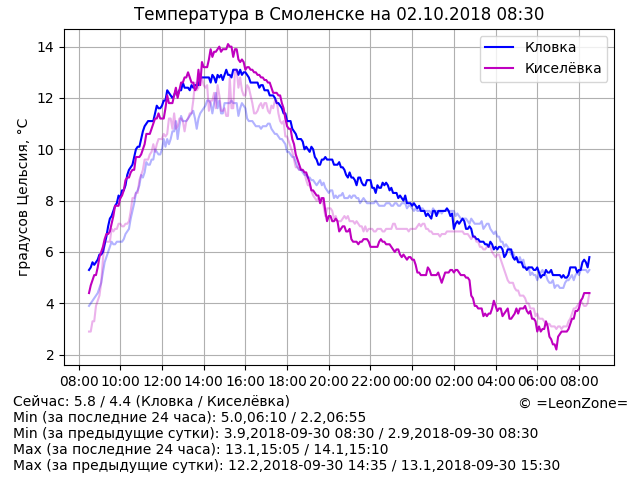 Температура в Смоленске на 02.10.2018 08:30
Кловка
Киселёвка
градусов Цельсия, °C
14
12
10
8
6
4
2
08:00 10:00 12:00 14:00 16:00 18:00 20:00 22:00 00:00 02:00 04:00 06:00 08:00
Сейчас: 5.8 / 4.4 (Кловка / Киселёвка)
© =LeonZone=
Min (за последние 24 часа): 5.0,06:10 / 2.2,06:55
Min (за предыдущие сутки): 3.9,2018-09-30 08:30 / 2.9,2018-09-30 08:30
Max (за последние 24 часа): 13.1,15:05 / 14.1,15:10
Max (за предыдущие сутки): 12.2,2018-09-30 14:35 / 13.1,2018-09-30 15:30